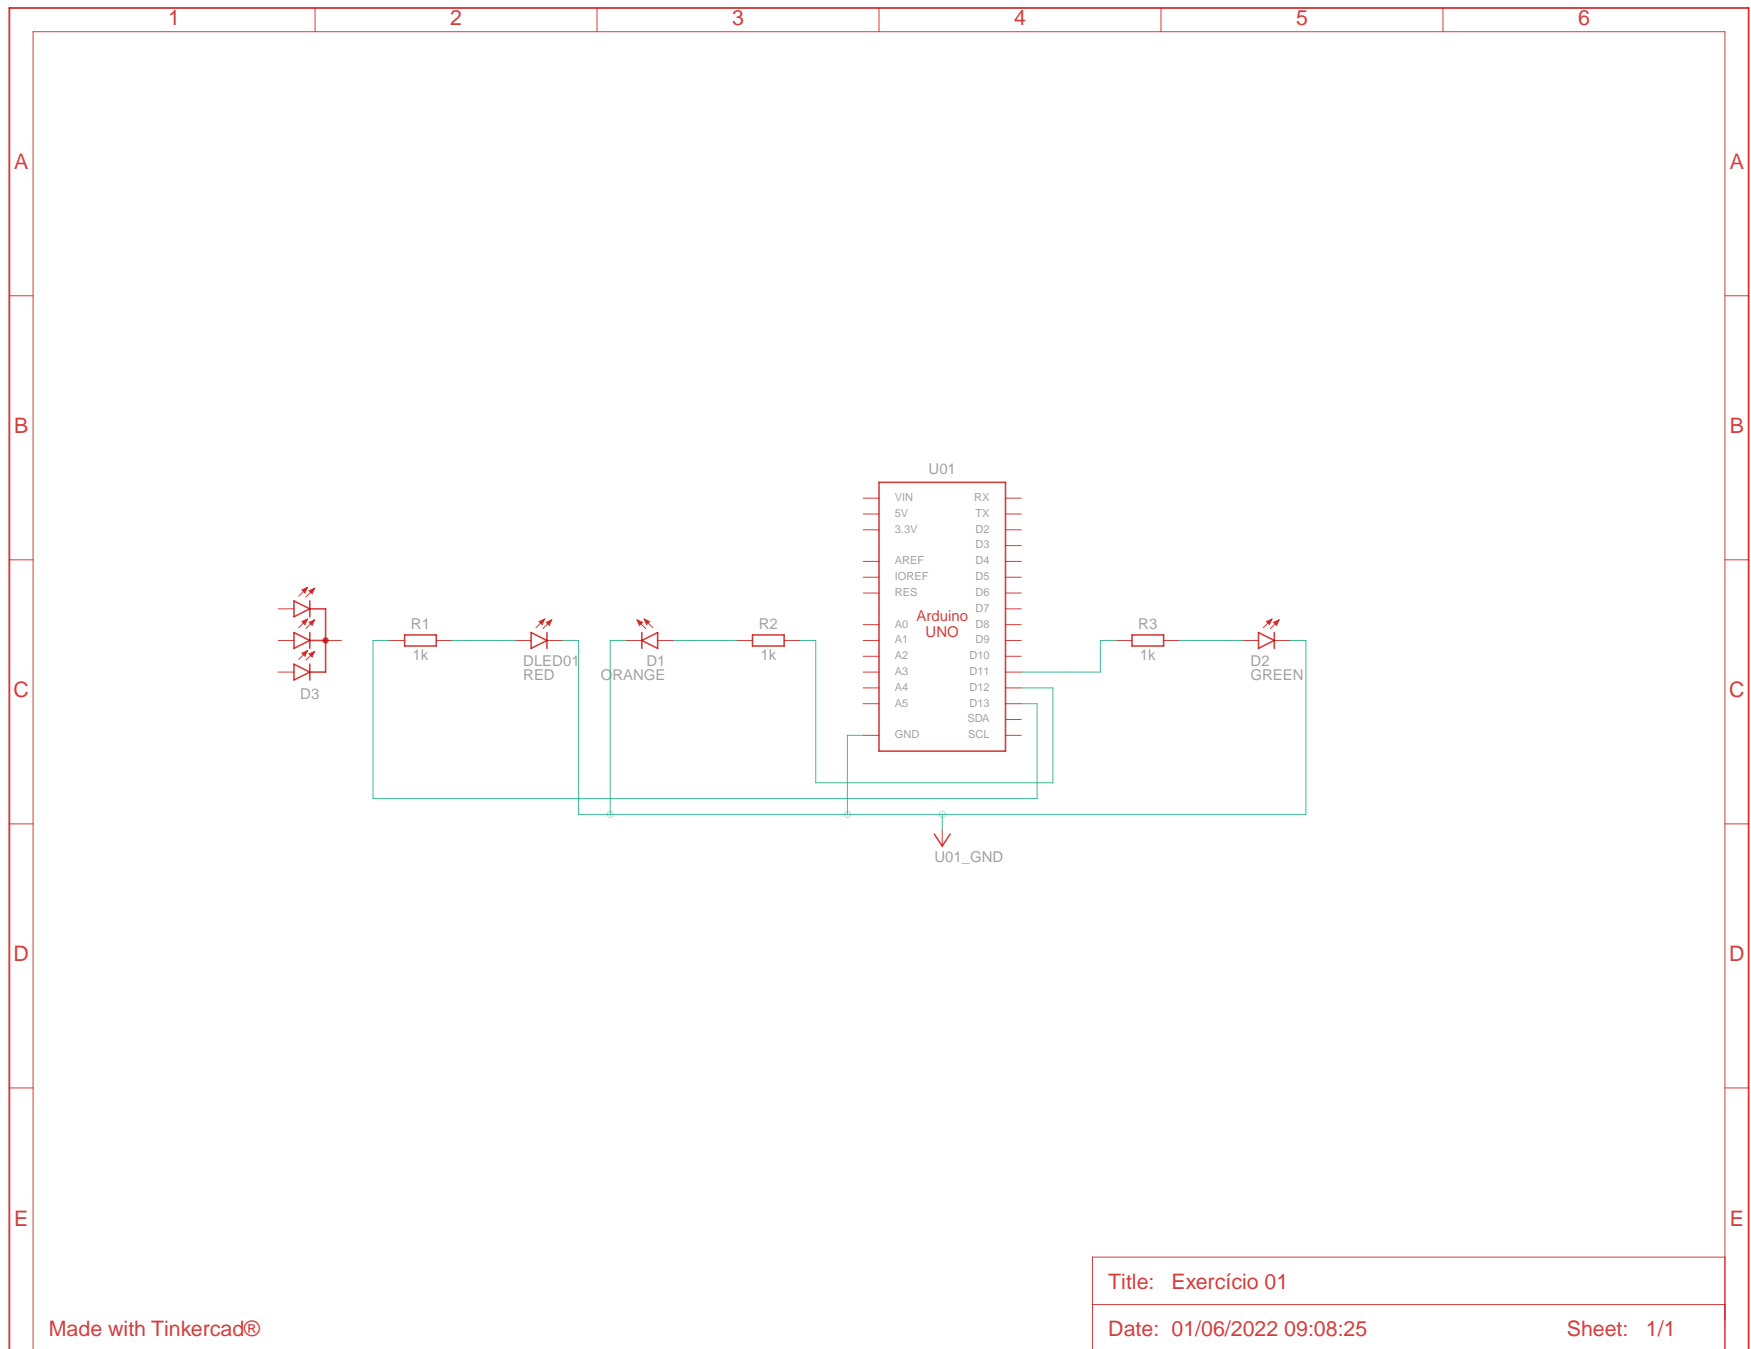 1 2 3 4 5 6
A A
B B
U01
VIN RX
5V TX
3.3V D2
D3
AREF D4
IOREF D5
RES D6
D7
Arduino
UNO
A0 D8
A1 D9
A2 D10
A3 D11
A4 D12
A5 D13
SDA
GND SCL
R1
1k
DLED01
RED
D1
ORANGE
R2
1k
R3
1k
D2
GREEN
D3
C C
U01_GND
D D
E E
Title: Exercício 01
Date: 01/06/2022 09:08:25 Sheet: 1/1
Made with Tinkercad®